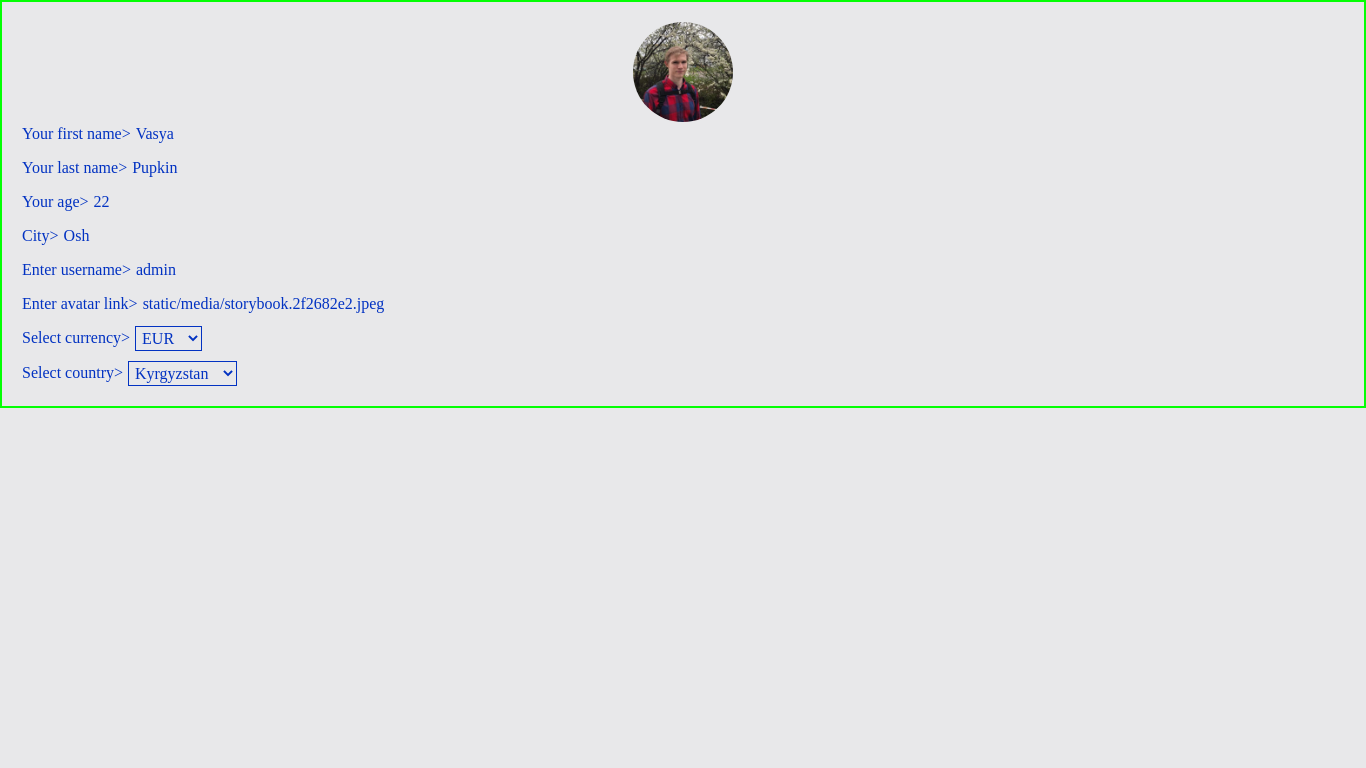 Your first name> Vasya
Your last name> Pupkin
Your age> 22
City> Osh
Enter username> admin
Enter avatar link> static/media/storybook.2f2682e2.jpeg
Select currency> EUR
Select country> Kyrgyzstan